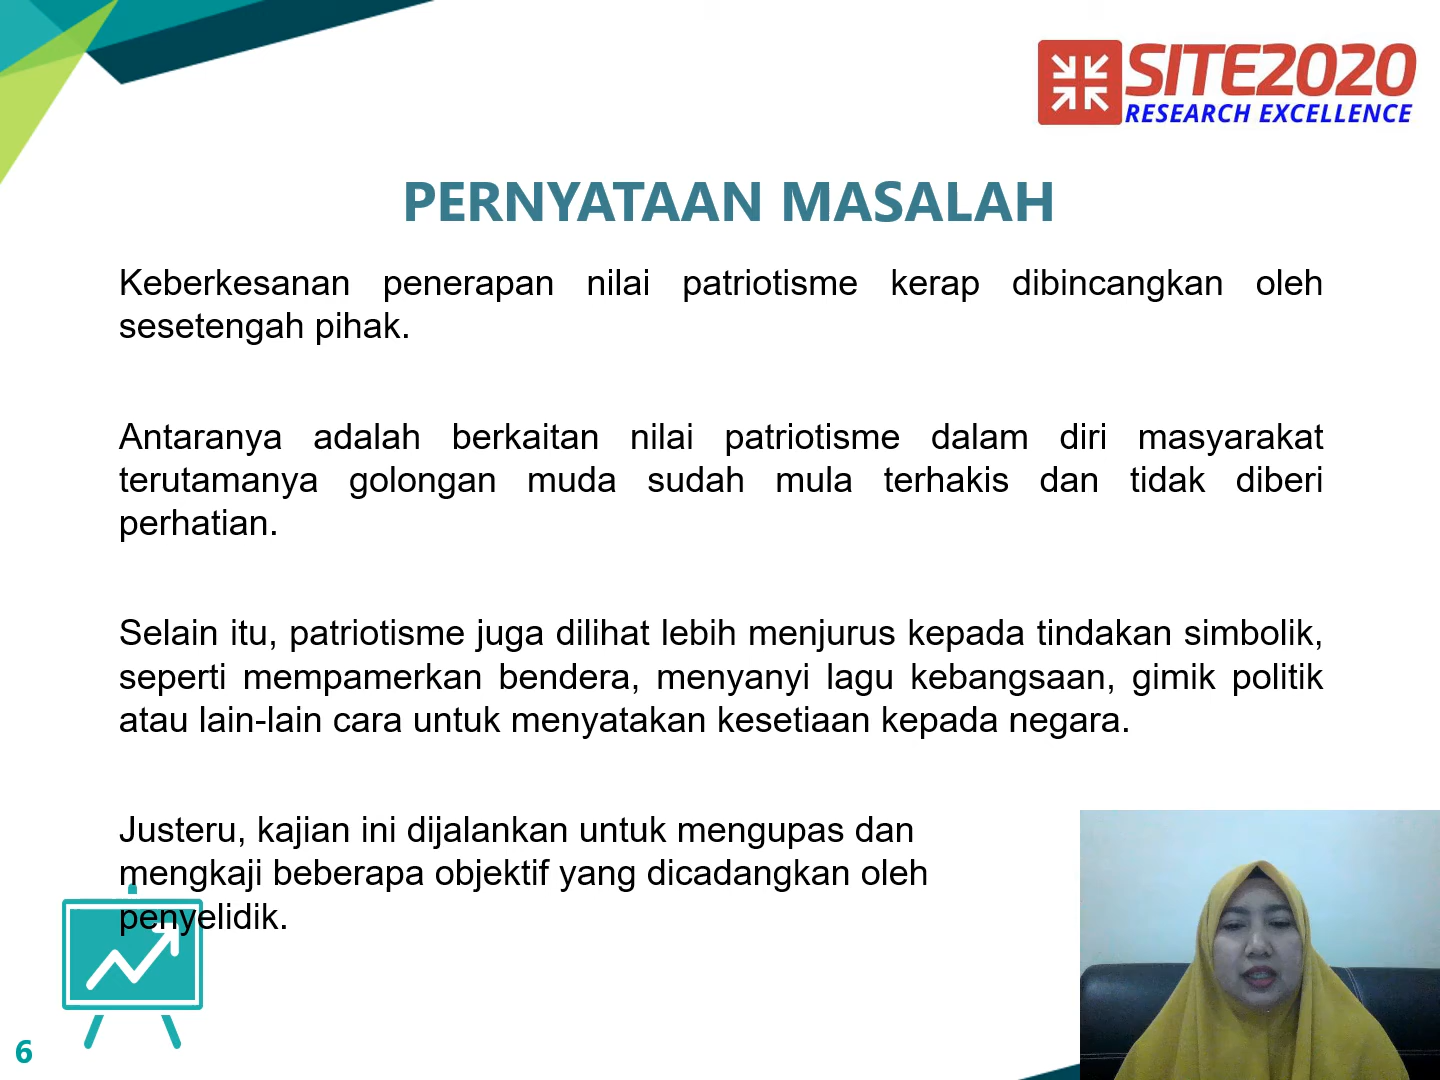 SITE2020
RESEARCH EXCELLENCE
PERNYATAAN MASALAH
Keberkesanan penerapan nilai patriotisme kerap dibincangkan oleh
sesetengah pihak.
Antaranya adalah berkaitan nilai patriotisme dalam diri masyarakat
terutamanya golongan muda sudah mula terhakis dan tidak diberi
perhatian.
Selain itu, patriotisme juga dilihat lebih menjurus kepada tindakan simbolik,
seperti mempamerkan bendera, menyanyi lagu kebangsaan, gimik politik
atau lain-lain cara untuk menyatakan kesetiaan kepada negara.
Justeru, kajian ini dijalankan untuk mengupas dan
mengkaji beberapa objektif yang dicadangkan oleh
penyelidik.
6